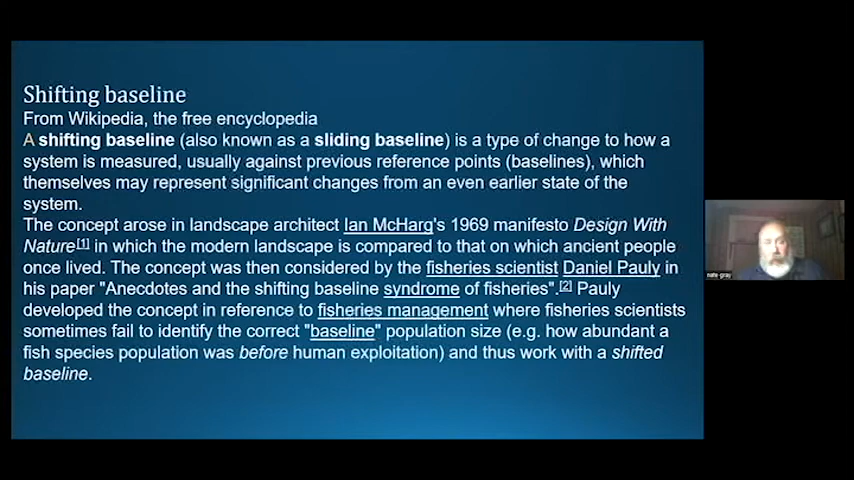 Shifting baseline
From Wikipedia, the free encyclopedia
A shifting baseline (also known as a sliding baseline) is a type of change to how a
system is measured, usually against previous reference points (baselines), which
themselves may represent significant changes from an even earlier state of the
system.
The concept arose in landscape architect Ian McHarg's 1969 manifesto Design With
Nature[1] in which the modern landscape is compared to that on which ancient people
once lived. The concept was then considered by the fisheries scientist Daniel Pauly in
his paper "Anecdotes and the shifting baseline syndrome of fisheries".[2] Pauly
developed the concept in reference to fisheries management where fisheries scientists
sometimes fail to identify the correct "baseline" population size (e.g. how abundant a
fish species population was before human exploitation) and thus work with a shifted
baseline.
nate gray